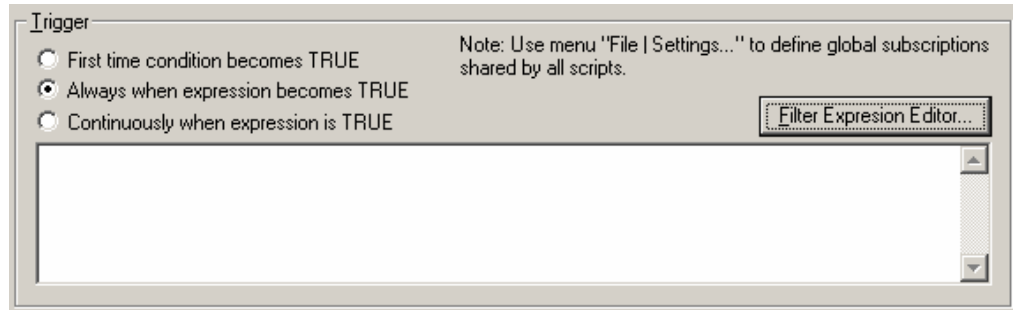 Trigger
First time condition becomes TRUE
Always when expression becomes TRUE
Continuously when expression is TRUE
Note: Use menu "File | Settings..." to define global subscriptions
shared by all scripts.
Filter Expresion Editor...